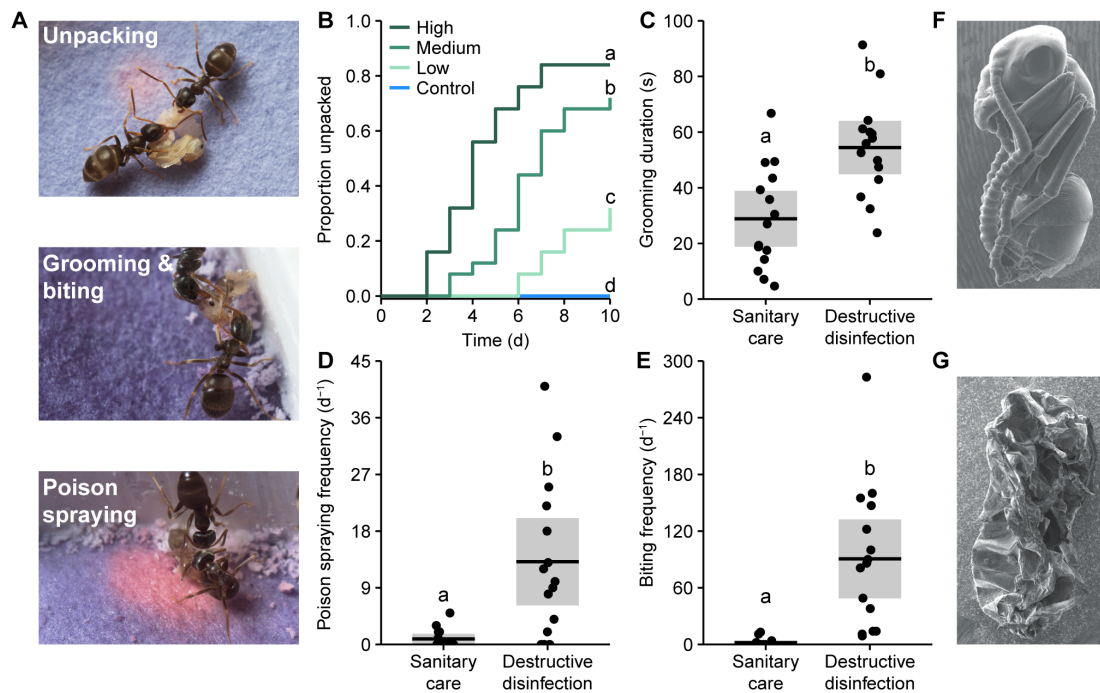 A
Unpacking
Grooming &
biting
Poison
spraying
B
High
Medium
Low
Control
Proportion unpacked
1.0
0.8
0.6
0.4
0.2
0.0
a
b
c
d
0
2
4
6
8
10
Time (d)
C
Grooming duration (s)
100
80
60
40
20
0
a
b
Sanitary
care
Destructive
disinfection
D
Poison spraying frequency (d⁻¹)
45
36
27
18
9
0
a
b
Sanitary
care
Destructive
disinfection
E
Biting frequency (d⁻¹)
300
240
180
120
60
0
a
b
Sanitary
care
Destructive
disinfection
F
G